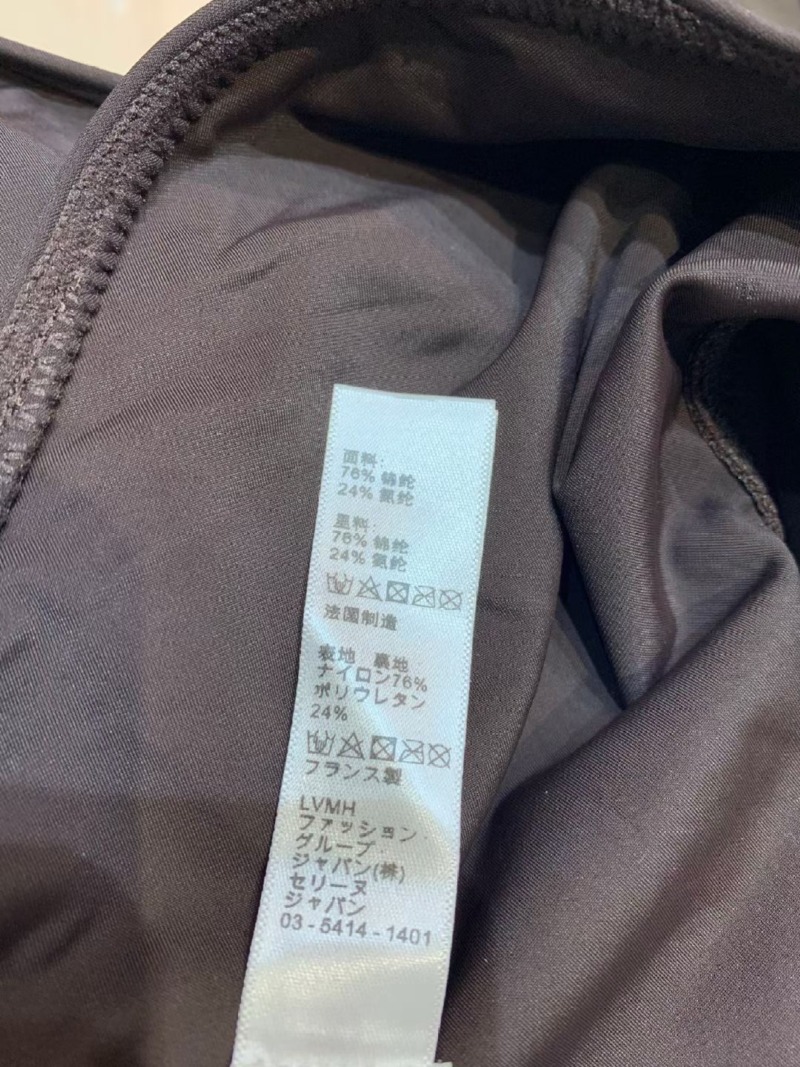 面料:
76% 锦纶
24% 氨纶
里料:
76% 锦纶
24% 氨纶
法国制造
表地 裏地
ナイロン76%
ポリウレタン
24%
フランス製
LVMH
ファッション・
グループ
ジャパン(株)
セリーヌ
ジャパン
03-5414-1401